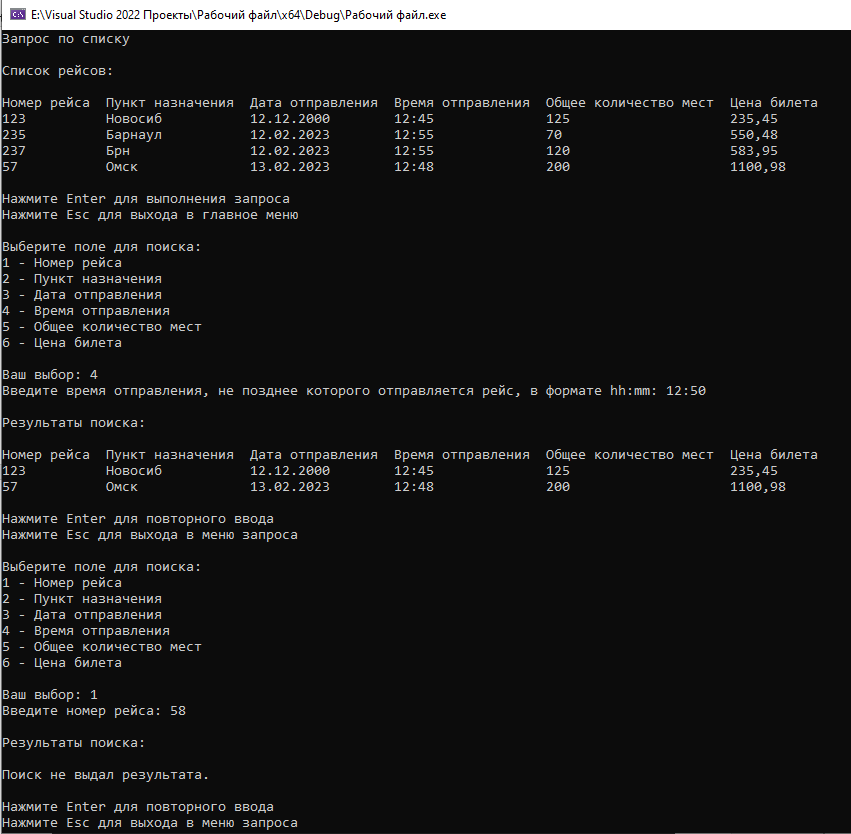 E:\Visual Studio 2022 Проекты\Рабочий файл\x64\Debug\Рабочий файл.exe
Запрос по списку
Список рейсов:
Номер рейса  Пункт назначения  Дата отправления  Время отправления  Общее количество мест  Цена билета
123          Новосиб           12.12.2000        12:45              125                    235,45
235          Барнаул           12.02.2023        12:55              70                     550,48
237          Брн               12.02.2023        12:55              120                    583,95
57           Омск              13.02.2023        12:48              200                    1100,98
Нажмите Enter для выполнения запроса
Нажмите Esc для выхода в главное меню
Выберите поле для поиска:
1 - Номер рейса
2 - Пункт назначения
3 - Дата отправления
4 - Время отправления
5 - Общее количество мест
6 - Цена билета
Ваш выбор: 4
Введите время отправления, не позднее которого отправляется рейс, в формате hh:mm: 12:50
Результаты поиска:
Номер рейса  Пункт назначения  Дата отправления  Время отправления  Общее количество мест  Цена билета
123          Новосиб           12.12.2000        12:45              125                    235,45
57           Омск              13.02.2023        12:48              200                    1100,98
Нажмите Enter для повторного ввода
Нажмите Esc для выхода в меню запроса
Выберите поле для поиска:
1 - Номер рейса
2 - Пункт назначения
3 - Дата отправления
4 - Время отправления
5 - Общее количество мест
6 - Цена билета
Ваш выбор: 1
Введите номер рейса: 58
Результаты поиска:
Поиск не выдал результата.
Нажмите Enter для повторного ввода
Нажмите Esc для выхода в меню запроса